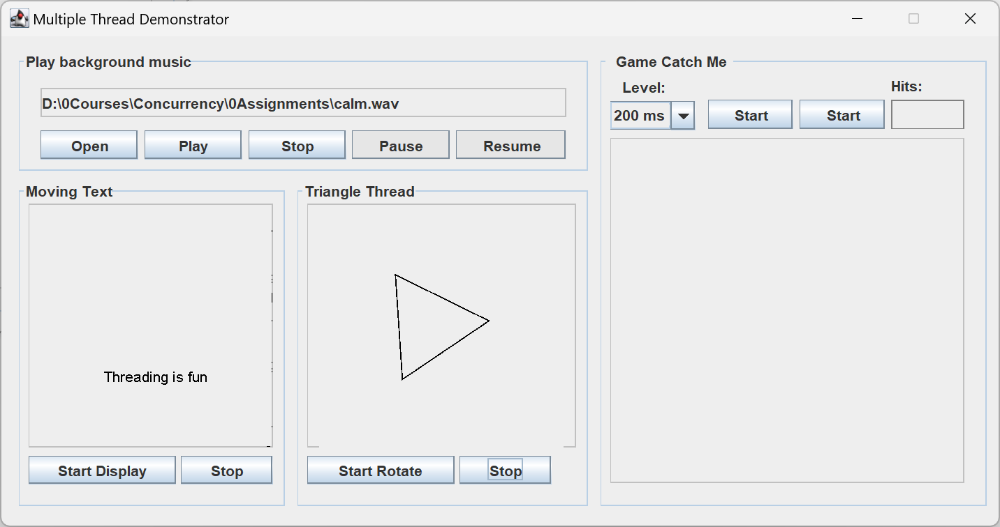 Multiple Thread Demonstrator
Play background music
D:\0Courses\Concurrency\0Assignments\calm.wav
Open Play Stop Pause Resume
Moving Text
Threading is fun
Start Display Stop
Triangle Thread
Start Rotate Stop
Game Catch Me
Level: Hits:
200 ms Start Start